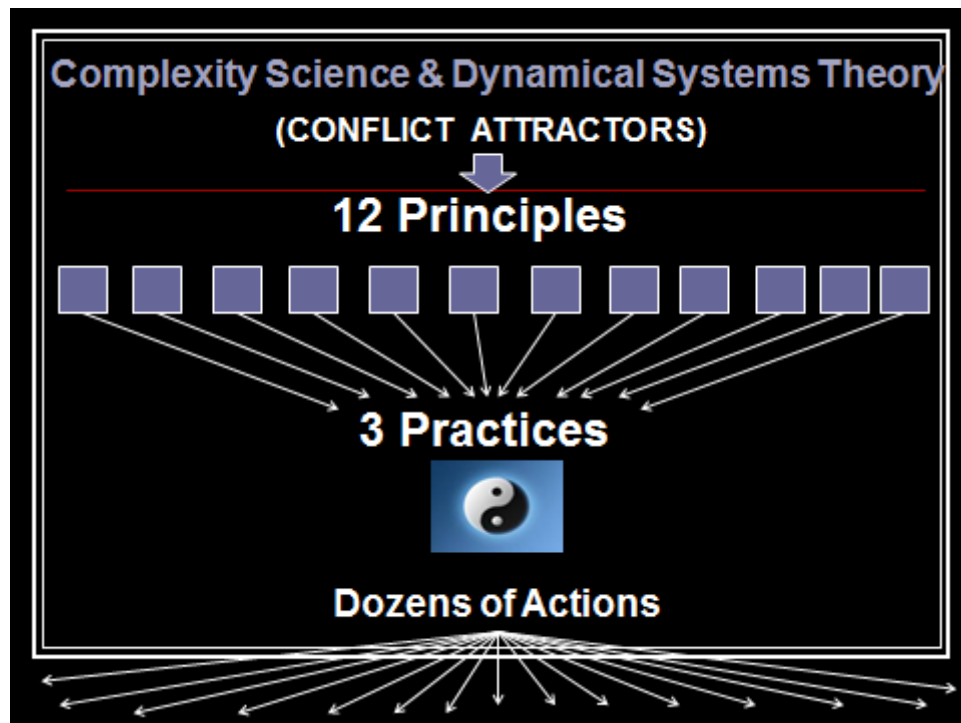 Complexity Science & Dynamical Systems Theory
(CONFLICT ATTRACTORS)
12 Principles
3 Practices
Dozens of Actions